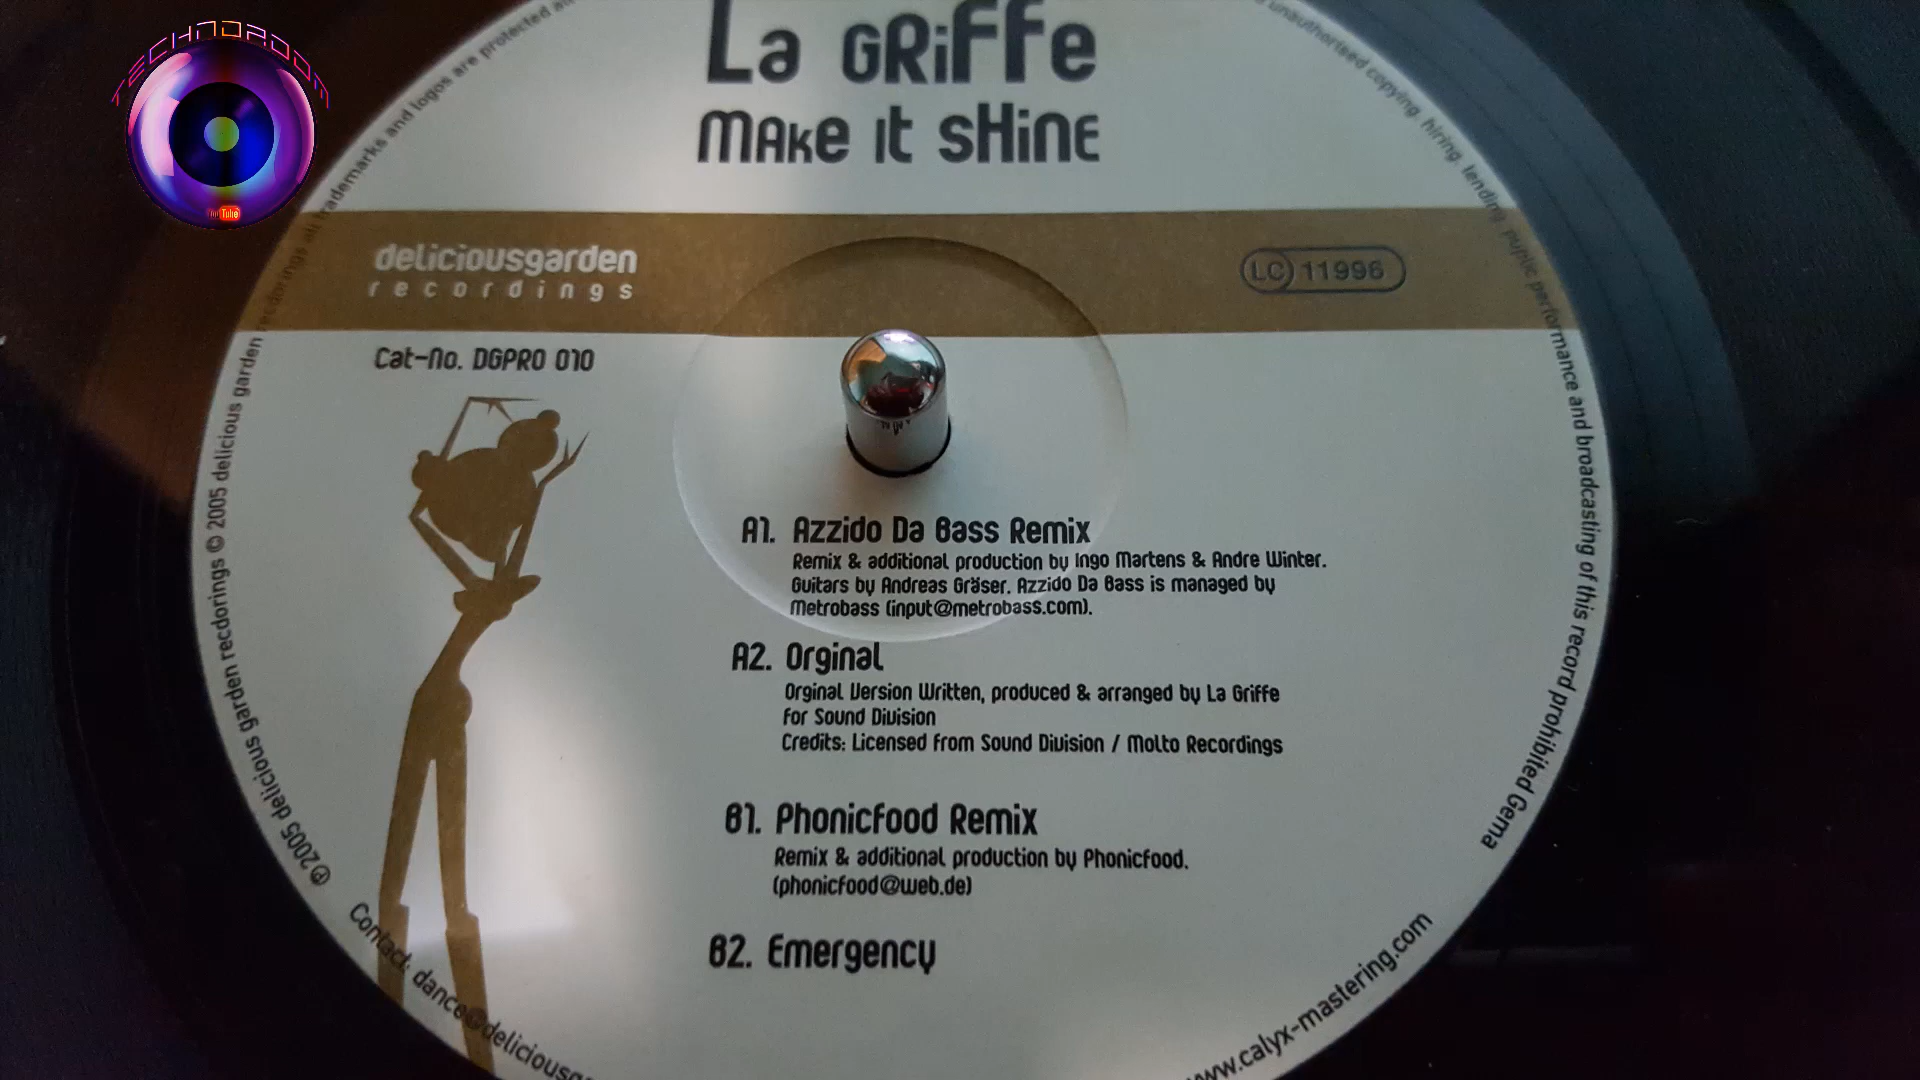 TECHNODROM
YouTube
La Griffe
Make it shine
deliciousgarden
recordings
LC 11996
Cat-No. DGPRO 010
A1. Azzido Da Bass Remix
Remix & additional production by Ingo Martens & Andre Winter.
Guitars by Andreas Gräser. Azzido Da Bass is managed by
Metrobass (input@metrobass.com).
A2. Orginal
Orginal Version Written, produced & arranged by La Griffe
for Sound Division
Credits: Licensed from Sound Division / Molto Recordings
B1. Phonicfood Remix
Remix & additional production by Phonicfood.
(phonicfood@web.de)
B2. Emergency
℗ 2005 delicious garden recdorings © 2005 delicious garden recdorings all trademarks and logos are protected
unauthorised copying, hiring, lending, public performance and broadcasting of this record prohibited Gema
Contact: dance@delicious
www.calyx-mastering.com